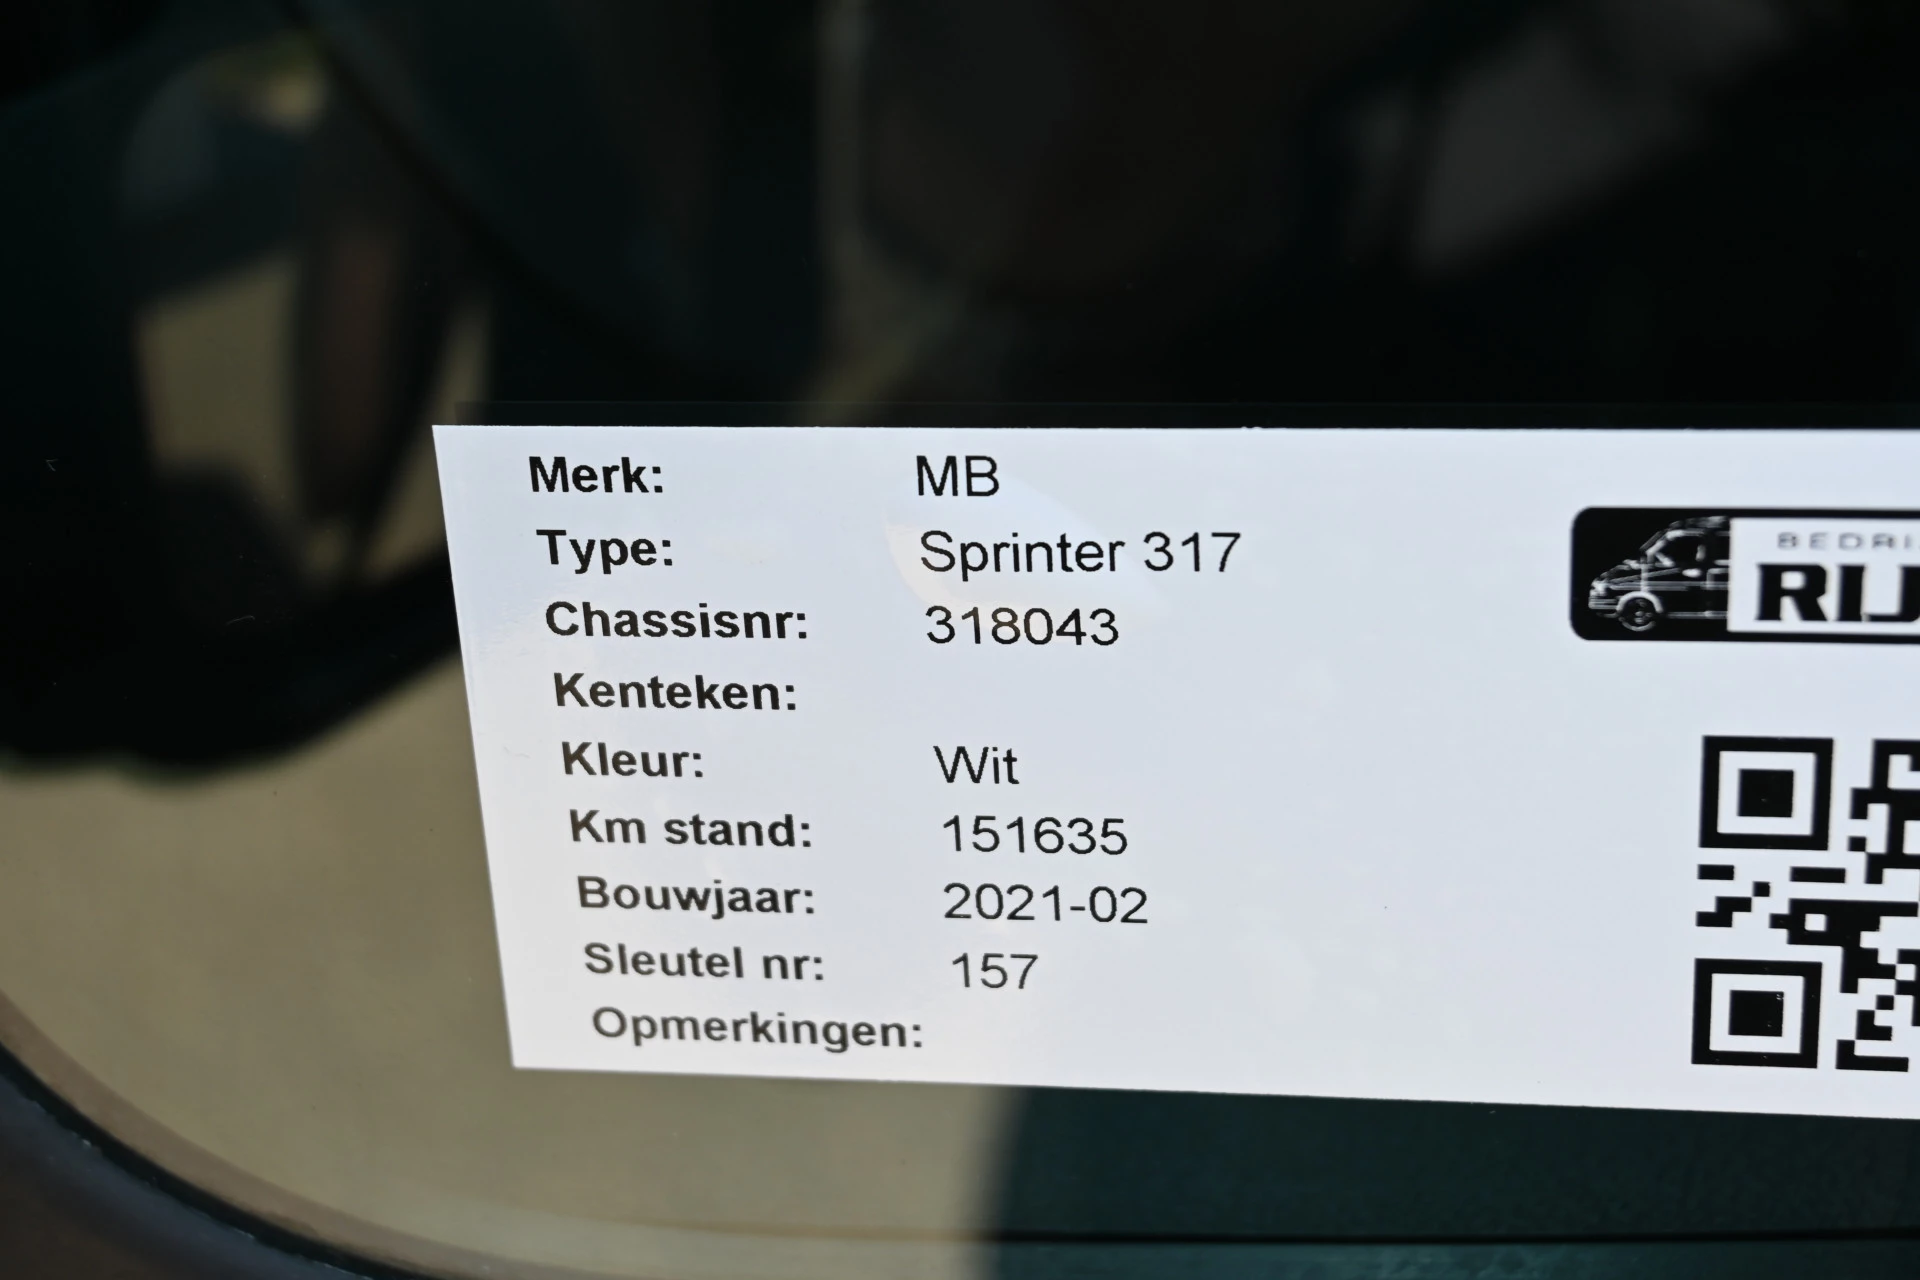 Merk: MB
Type: Sprinter 317
Chassisnr: 318043
Kenteken:
Kleur: Wit
Km stand: 151635
Bouwjaar: 2021-02
Sleutel nr: 157
Opmerkingen: